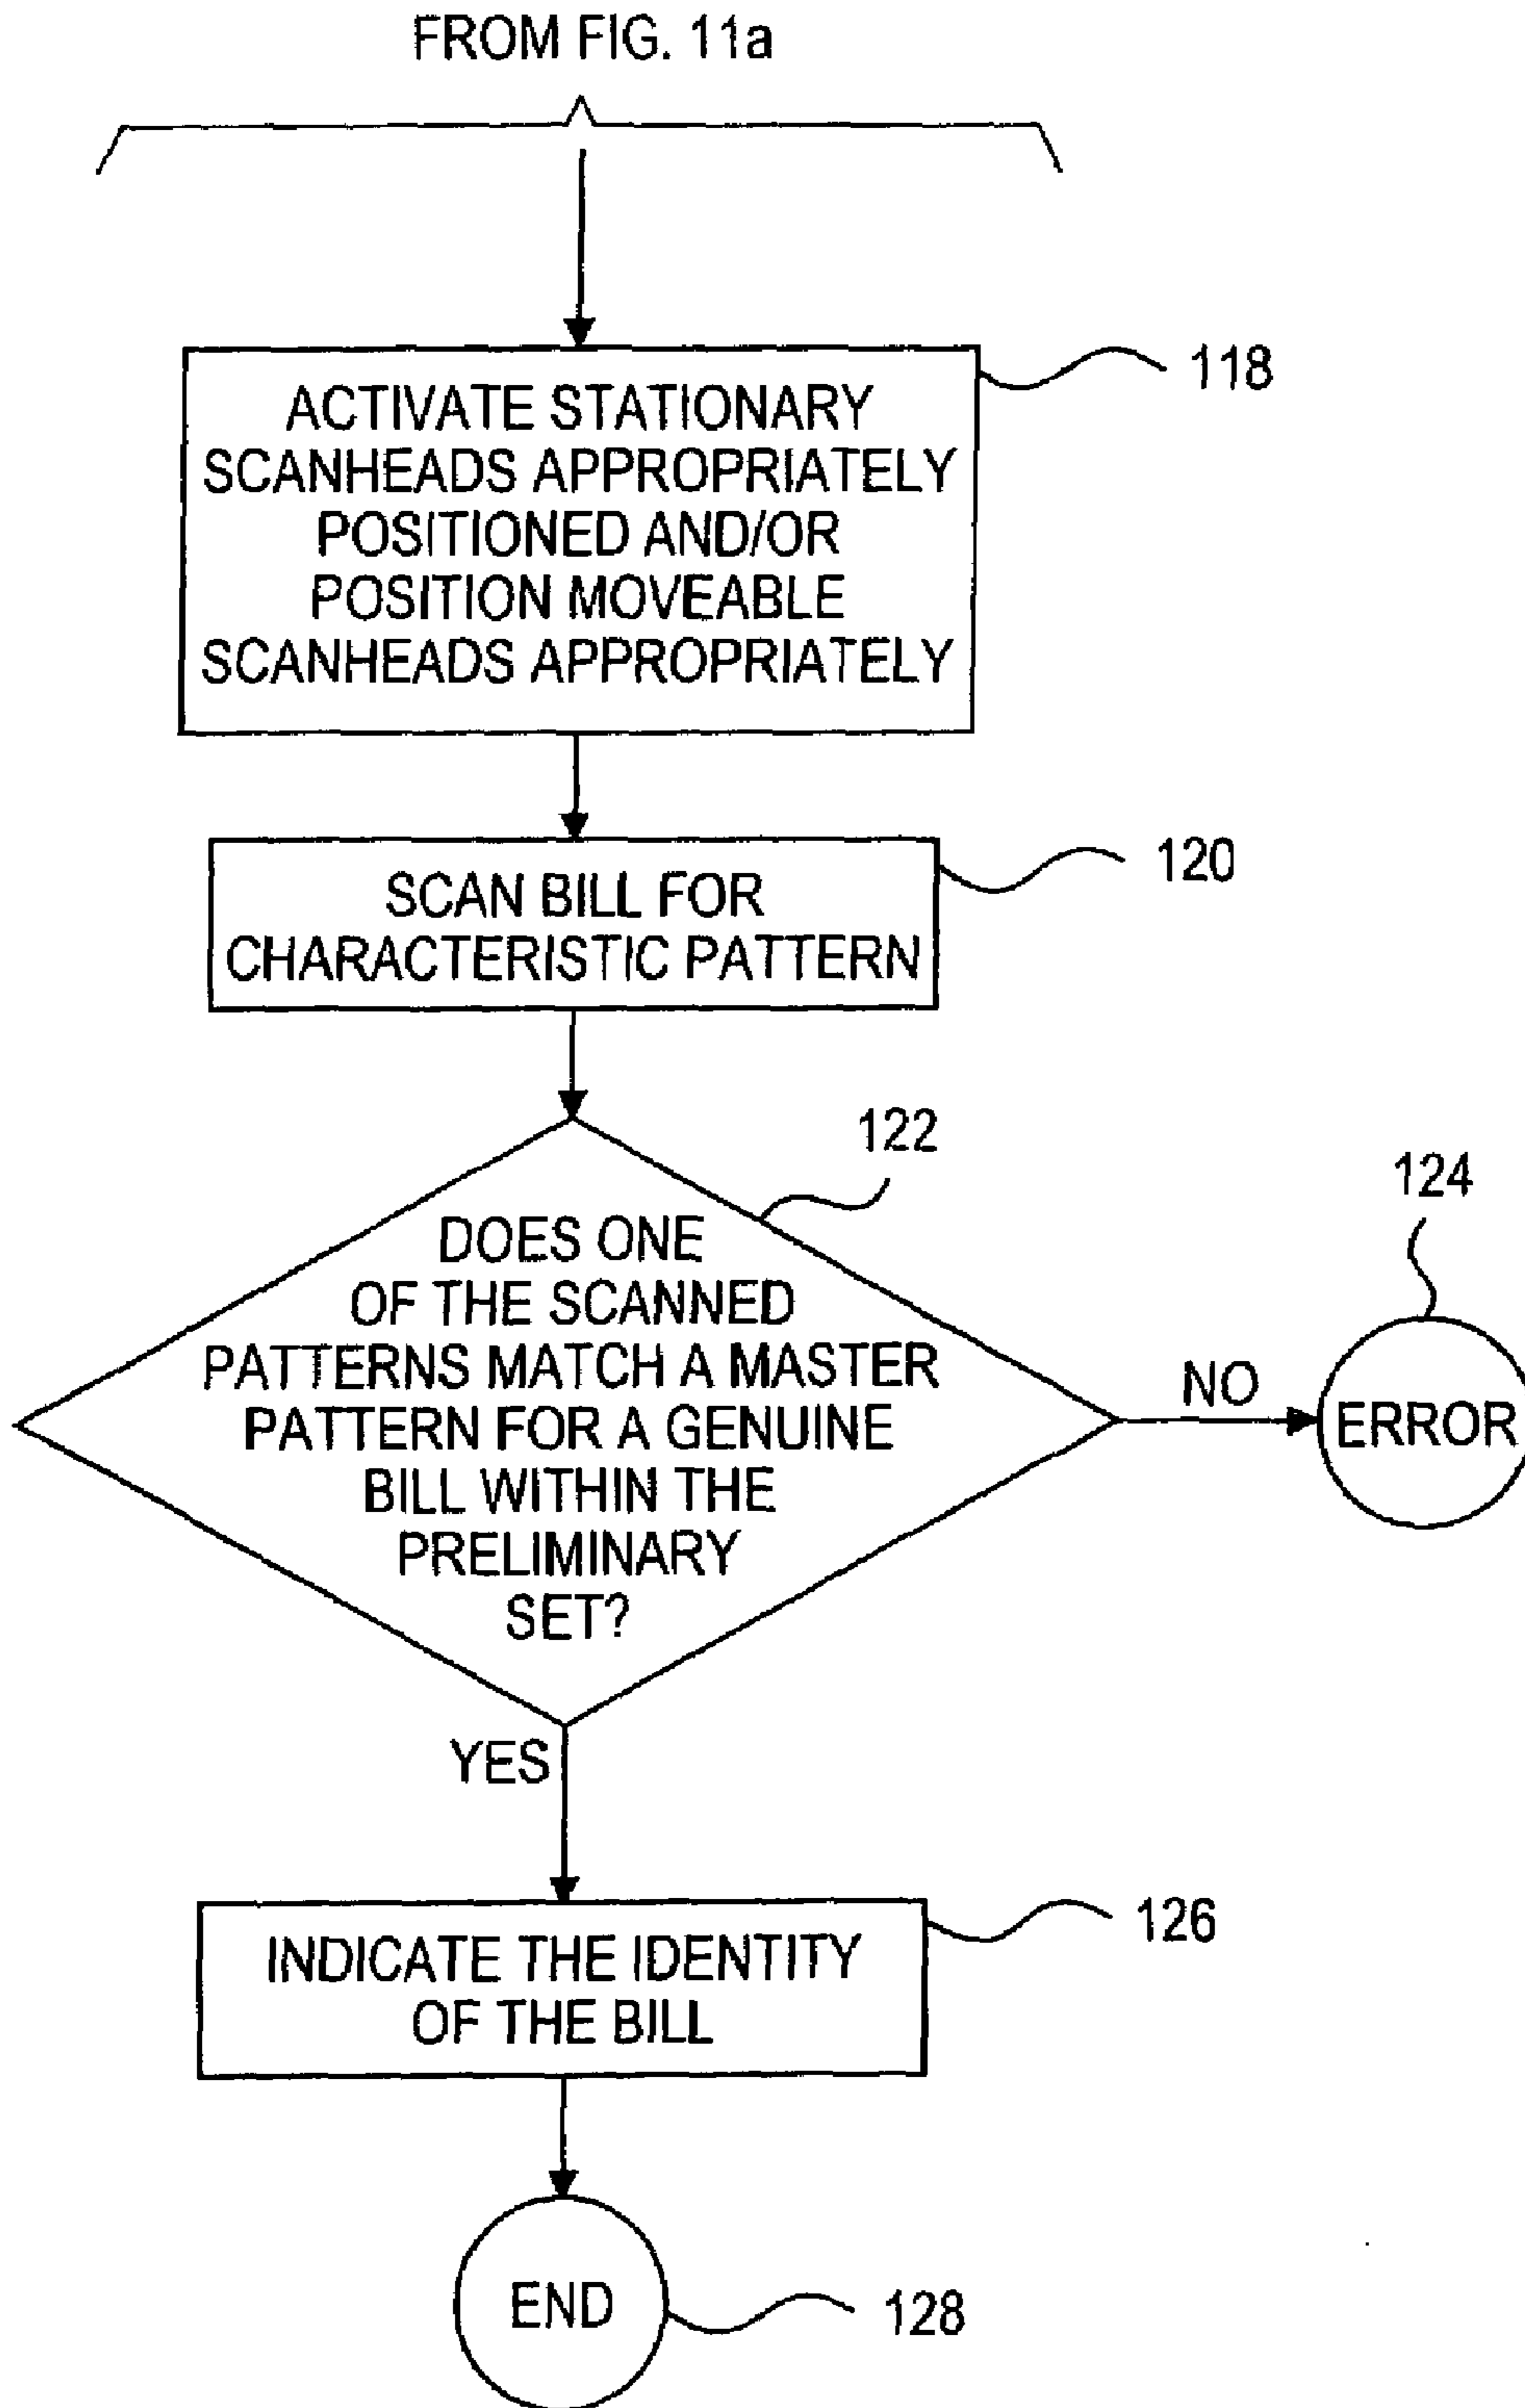 FROM FIG. 11a
ACTIVATE STATIONARY
SCANHEADS APPROPRIATELY
POSITIONED AND/OR
POSITION MOVEABLE
SCANHEADS APPROPRIATELY
118
SCAN BILL FOR
CHARACTERISTIC PATTERN
120
122
DOES ONE
OF THE SCANNED
PATTERNS MATCH A MASTER
PATTERN FOR A GENUINE
BILL WITHIN THE
PRELIMINARY
SET?
NO
124
ERROR
YES
INDICATE THE IDENTITY
OF THE BILL
126
END
128